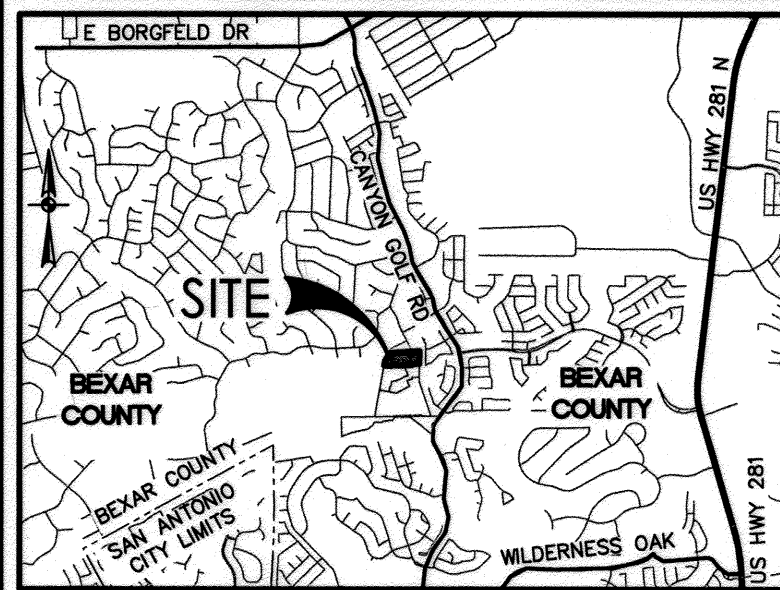 E BORGFELD DR
US HWY 281 N
CANYON GOLF RD
SITE
BEXAR
COUNTY
BEXAR
COUNTY
BEXAR COUNTY
SAN ANTONIO
CITY LIMITS
WILDERNESS OAK
US HWY 281